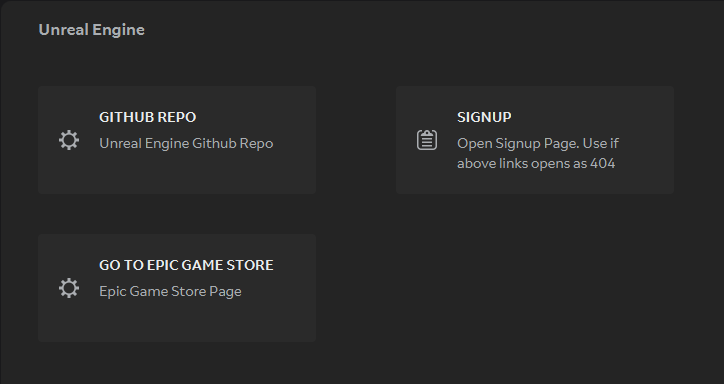 Unreal Engine
GITHUB REPO
Unreal Engine Github Repo
SIGNUP
Open Signup Page. Use if
above links opens as 404
GO TO EPIC GAME STORE
Epic Game Store Page